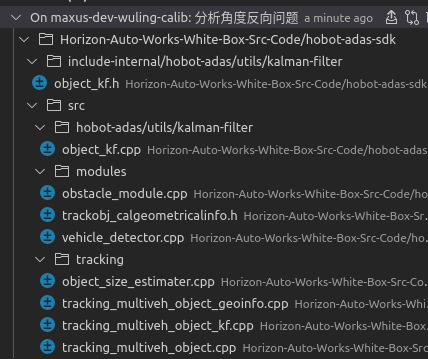 On maxus-dev-wuling-calib: 分析角度反向问题 a minute ago
Horizon-Auto-Works-White-Box-Src-Code/hobot-adas-sdk
include-internal/hobot-adas/utils/kalman-filter
object_kf.h Horizon-Auto-Works-White-Box-Src-Code/hobot-adas-sdk
src
hobot-adas/utils/kalman-filter
object_kf.cpp Horizon-Auto-Works-White-Box-Src-Code/hobot-adas
modules
obstacle_module.cpp Horizon-Auto-Works-White-Box-Src-Code/ho
trackobj_calgeometricalinfo.h Horizon-Auto-Works-White-Box-Sr...
vehicle_detector.cpp Horizon-Auto-Works-White-Box-Src-Code/ho...
tracking
object_size_estimater.cpp Horizon-Auto-Works-White-Box-Src-Co...
tracking_multiveh_object_geoinfo.cpp Horizon-Auto-Works-Whi...
tracking_multiveh_object_kf.cpp Horizon-Auto-Works-White-Box...
tracking_multiveh_object.cpp Horizon-Auto-Works-White-Box-Sr...